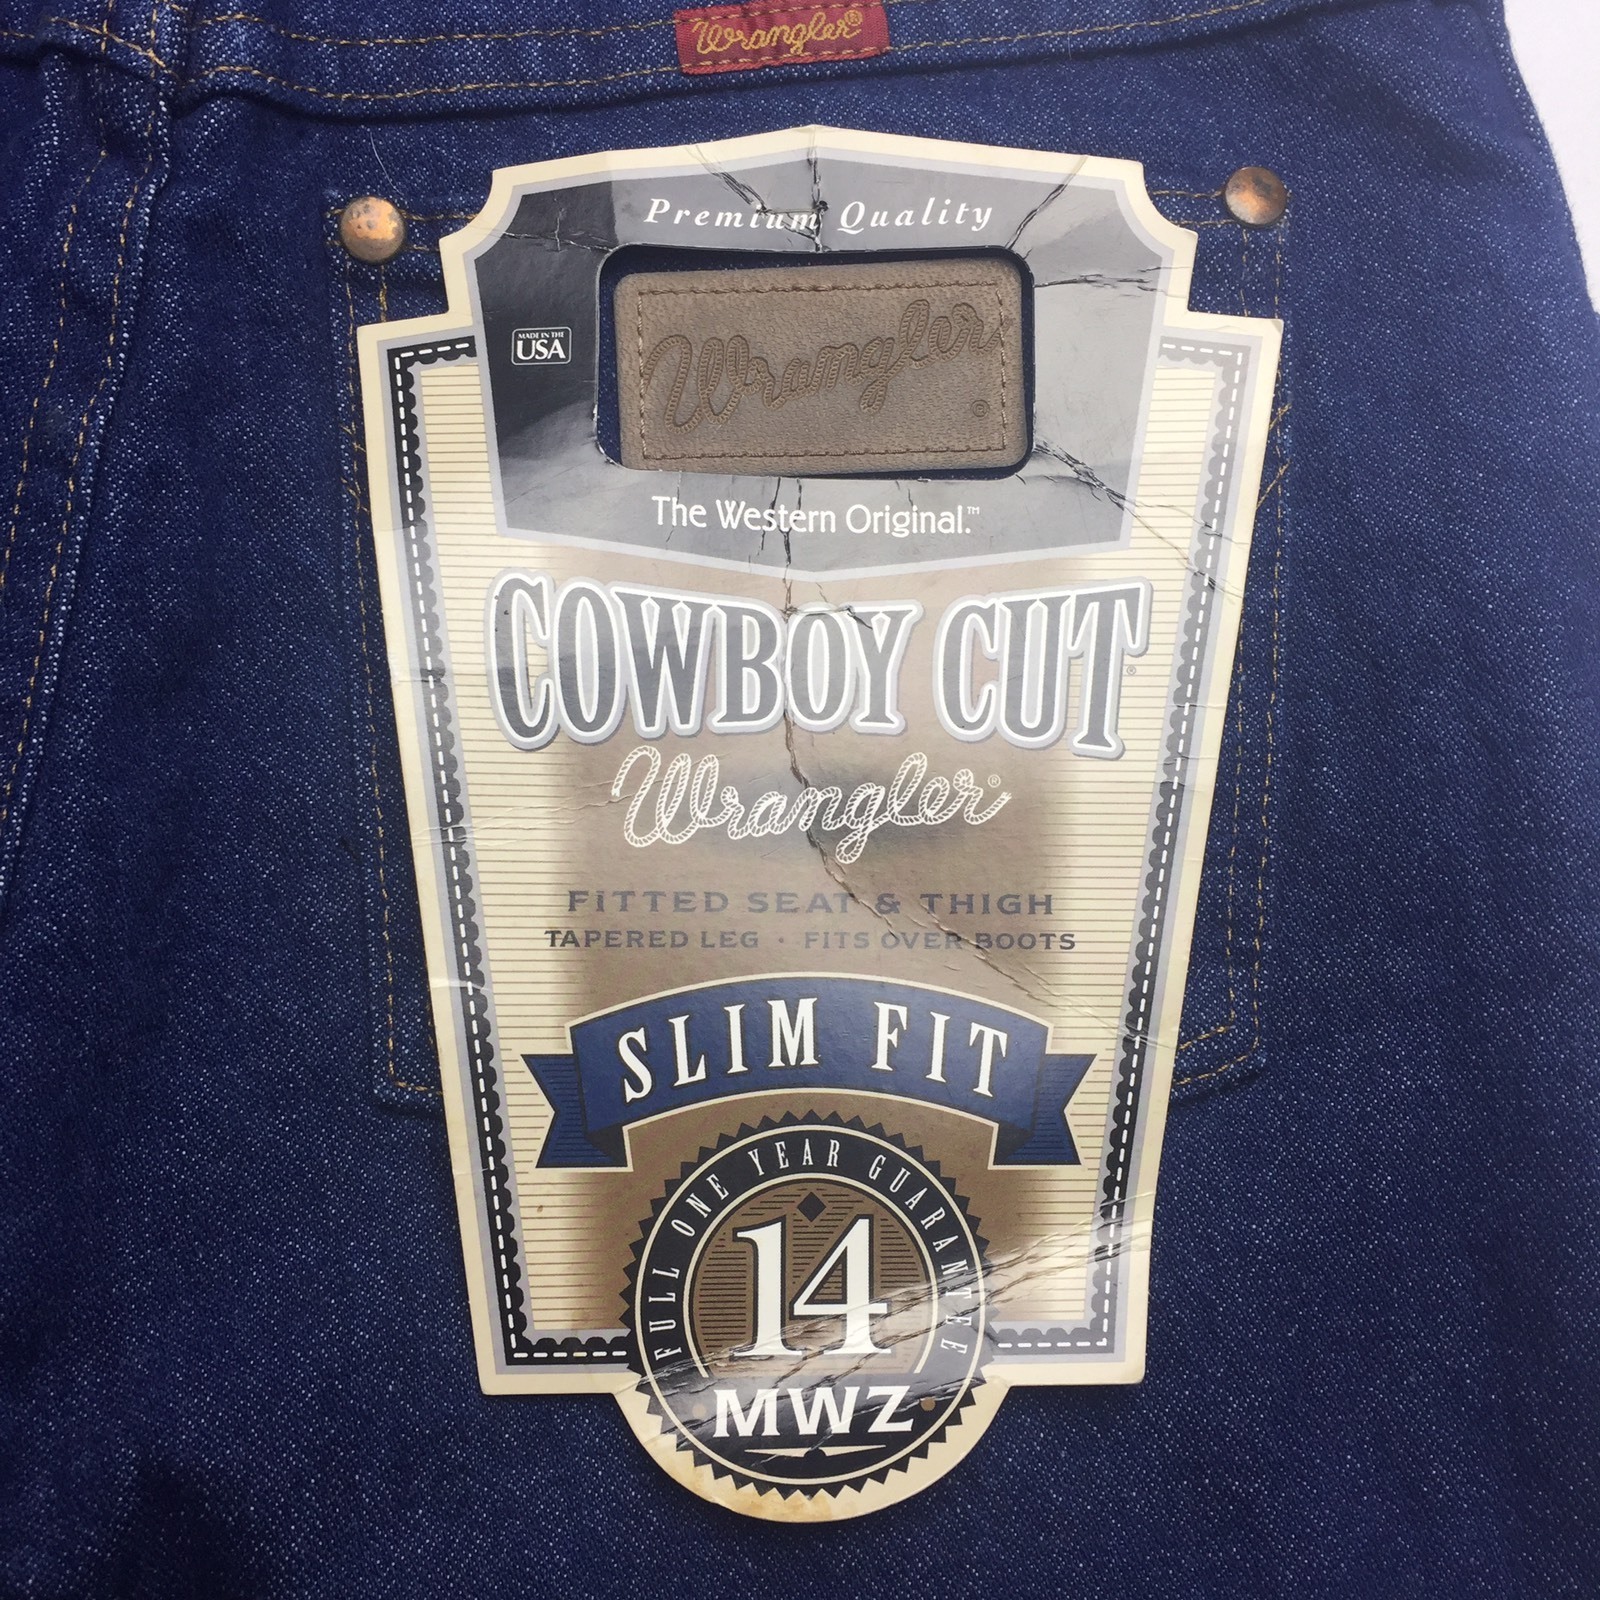 Wrangler®
Premium Quality
MADE IN THE
USA
Wrangler ®
The Western Original.™
COWBOY CUT®
Wrangler®
FITTED SEAT & THIGH
TAPERED LEG · FITS OVER BOOTS
SLIM FIT
FULL ONE YEAR GUARANTEE
14
MWZ